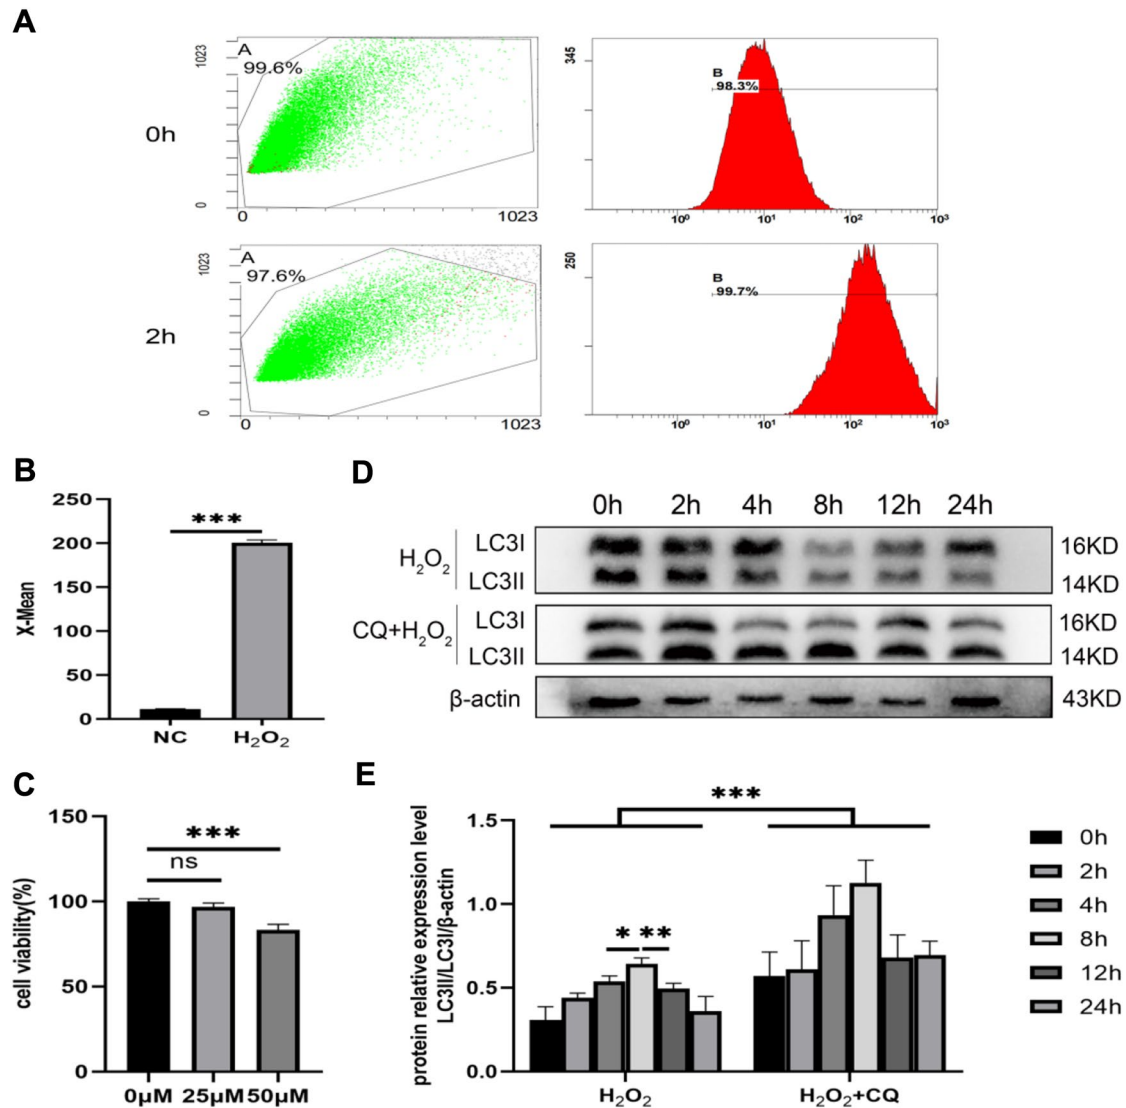 A
0h
A
99.6%
1023
0
0
1023
345
B
98.3%
10⁰
10¹
10²
10³
2h
A
97.6%
1023
0
0
1023
250
B
99.7%
10⁰
10¹
10²
10³
B
X-Mean
250
200
150
100
50
0
***
NC
H₂O₂
D
0h 2h 4h 8h 12h 24h
H₂O₂
LC3I
LC3II
16KD
14KD
CQ+H₂O₂
LC3I
LC3II
16KD
14KD
β-actin
43KD
C
cell viability(%)
150
100
50
0
***
ns
0μM 25μM 50μM
E
protein relative expression level
LC3II/LC3I/β-actin
1.5
1.0
0.5
0.0
***
* **
H₂O₂
H₂O₂+CQ
0h
2h
4h
8h
12h
24h